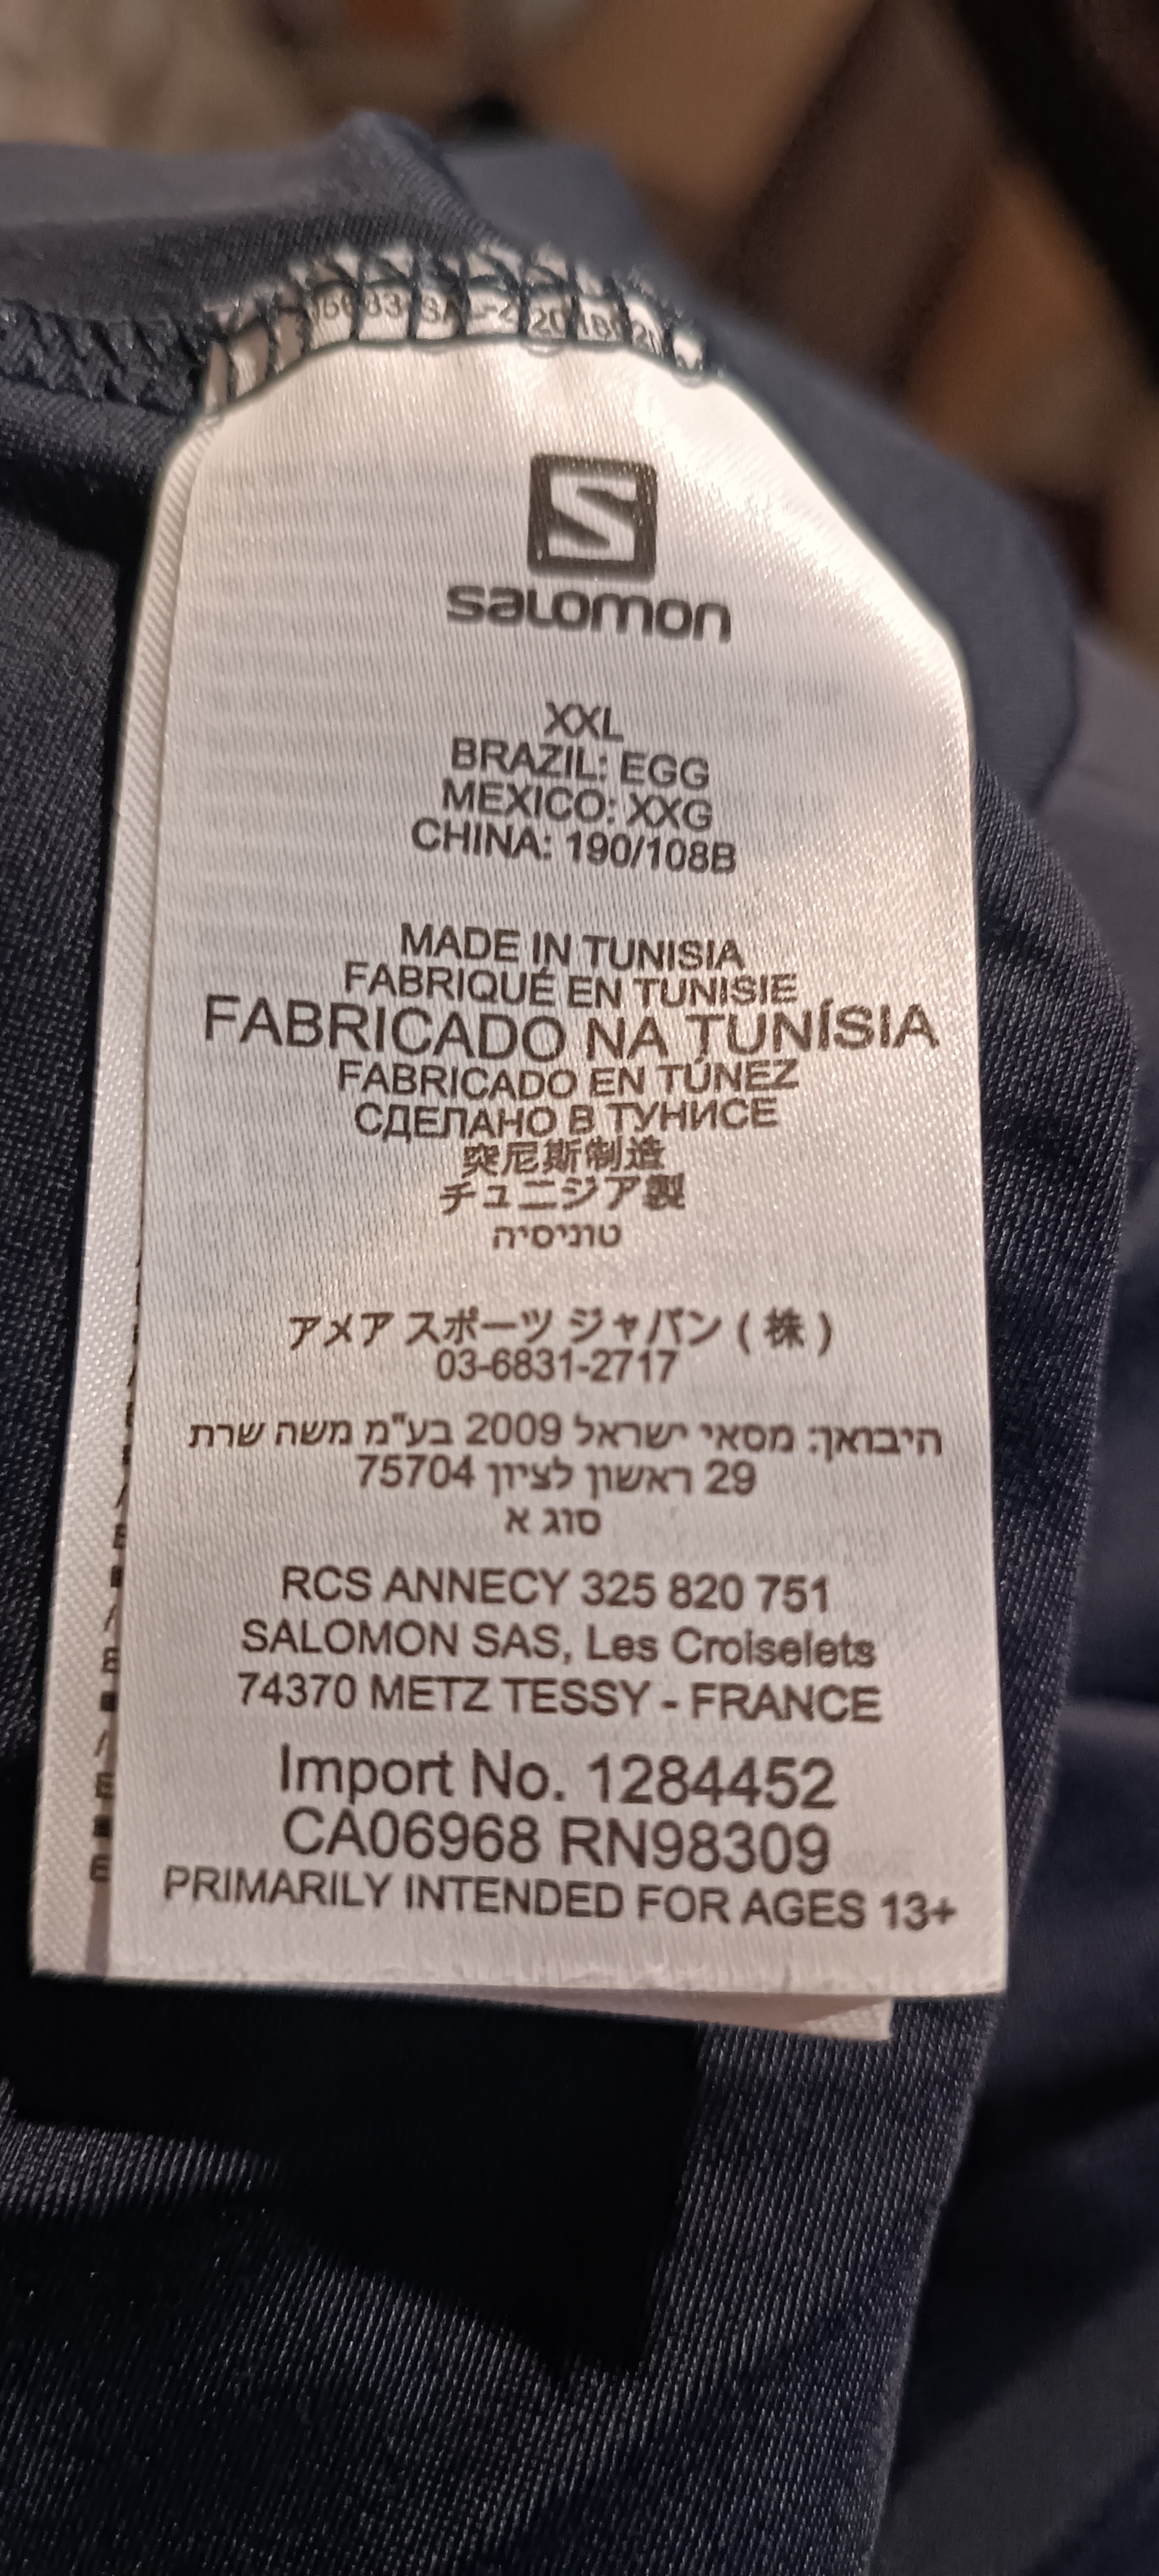 salomon
XXL
BRAZIL: EGG
MEXICO: XXG
CHINA: 190/108B
MADE IN TUNISIA
FABRIQUÉ EN TUNISIE
FABRICADO NA TUNÍSIA
FABRICADO EN TÚNEZ
СДЕЛАНО В ТУНИСЕ
突尼斯制造
チュニジア製
טוניסיה
アメア スポーツ ジャパン ( 株 )
03-6831-2717
היבואן: מסאי ישראל 2009 בע"מ משה שרת
29 ראשון לציון 75704
סוג א
RCS ANNECY 325 820 751
SALOMON SAS, Les Croiselets
74370 METZ TESSY - FRANCE
Import No. 1284452
CA06968 RN98309
PRIMARILY INTENDED FOR AGES 13+